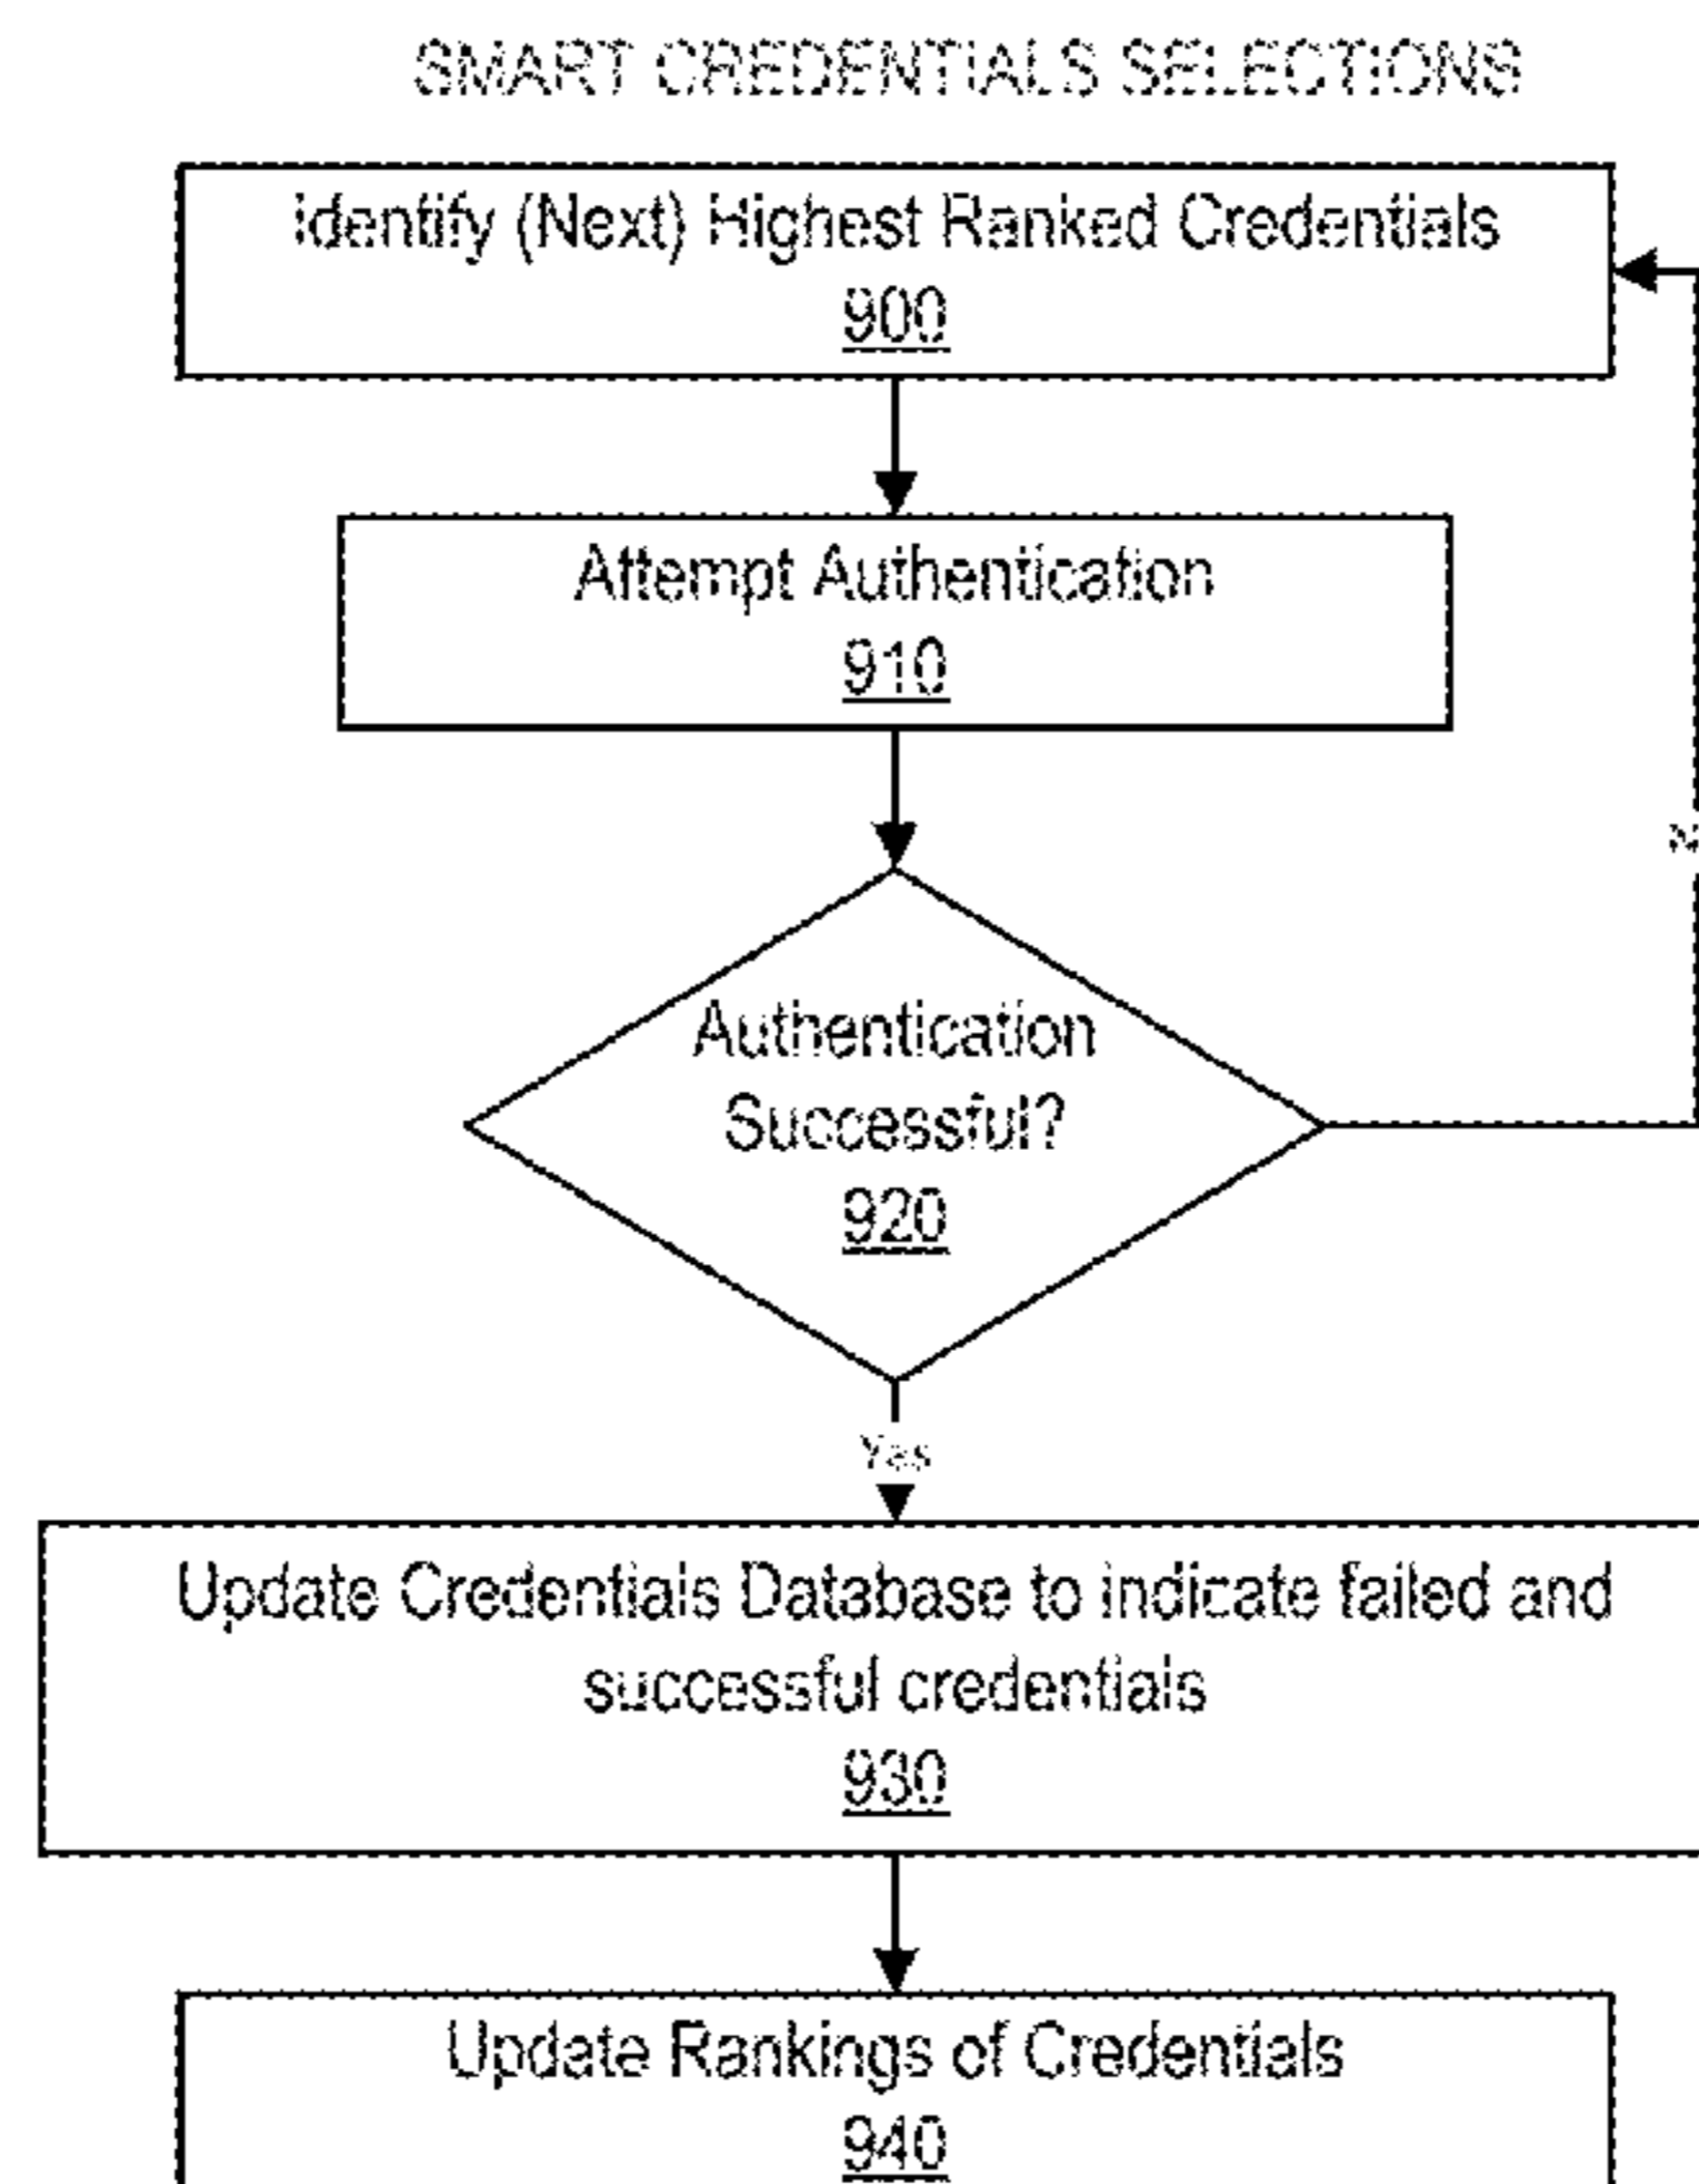 SMART CREDENTIALS SELECTIONS
Identify (Next) Highest Ranked Credentials
900
Attempt Authentication
910
Authentication
Successful?
920
Yes
Update Credentials Database to indicate failed and
successful credentials
930
Update Rankings of Credentials
940